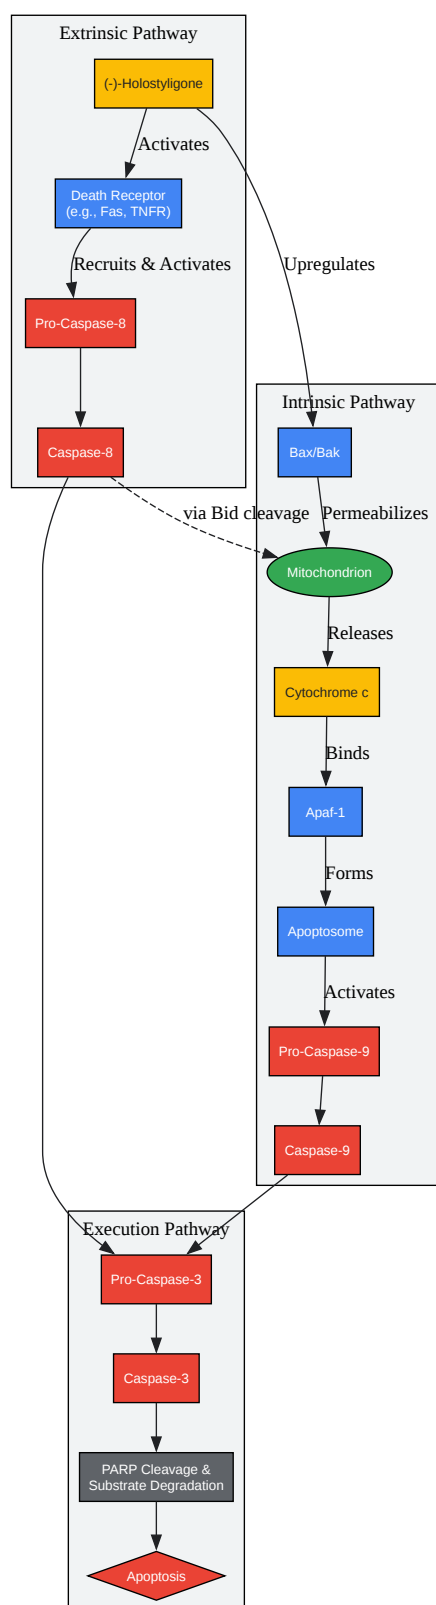 Extrinsic Pathway
(-)-Holostyligone
Activates
Death Receptor
(e.g., Fas, TNFR)
Recruits & Activates
Upregulates
Pro-Caspase-8
Intrinsic Pathway
Caspase-8
Bax/Bak
via Bid cleavage
Permeabilizes
Mitochondrion
Releases
Cytochrome c
Binds
Apaf-1
Forms
Apoptosome
Activates
Pro-Caspase-9
Caspase-9
Execution Pathway
Pro-Caspase-3
Caspase-3
PARP Cleavage &
Substrate Degradation
Apoptosis